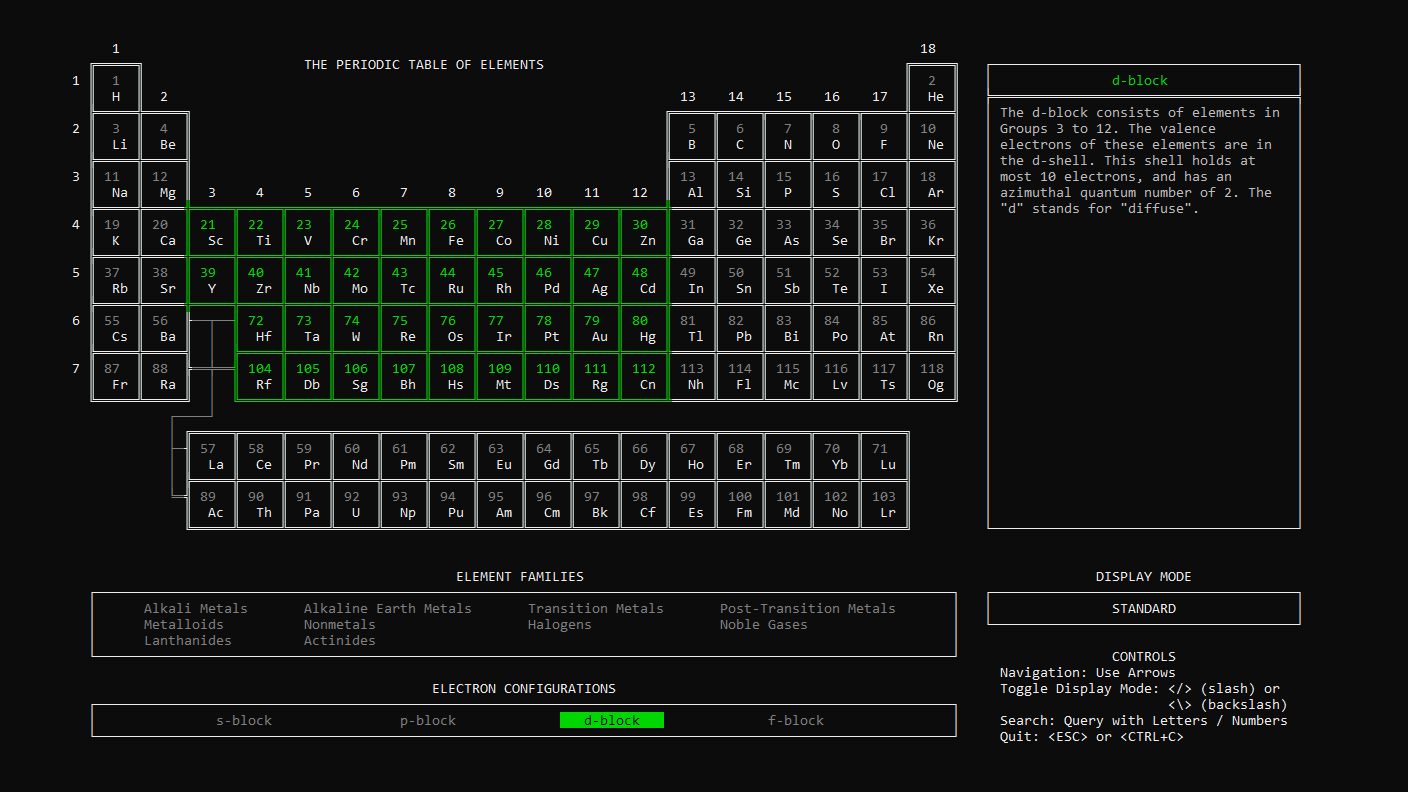 1 18
THE PERIODIC TABLE OF ELEMENTS
1 1 2
H 2 13 14 15 16 17 He
2 3 4 5 6 7 8 9 10
Li Be B C N O F Ne
3 11 12 13 14 15 16 17 18
Na Mg 3 4 5 6 7 8 9 10 11 12 Al Si P S Cl Ar
4 19 20 21 22 23 24 25 26 27 28 29 30 31 32 33 34 35 36
K Ca Sc Ti V Cr Mn Fe Co Ni Cu Zn Ga Ge As Se Br Kr
5 37 38 39 40 41 42 43 44 45 46 47 48 49 50 51 52 53 54
Rb Sr Y Zr Nb Mo Tc Ru Rh Pd Ag Cd In Sn Sb Te I Xe
6 55 56 72 73 74 75 76 77 78 79 80 81 82 83 84 85 86
Cs Ba Hf Ta W Re Os Ir Pt Au Hg Tl Pb Bi Po At Rn
7 87 88 104 105 106 107 108 109 110 111 112 113 114 115 116 117 118
Fr Ra Rf Db Sg Bh Hs Mt Ds Rg Cn Nh Fl Mc Lv Ts Og
57 58 59 60 61 62 63 64 65 66 67 68 69 70 71
La Ce Pr Nd Pm Sm Eu Gd Tb Dy Ho Er Tm Yb Lu
89 90 91 92 93 94 95 96 97 98 99 100 101 102 103
Ac Th Pa U Np Pu Am Cm Bk Cf Es Fm Md No Lr
d-block
The d-block consists of elements in
Groups 3 to 12. The valence
electrons of these elements are in
the d-shell. This shell holds at
most 10 electrons, and has an
azimuthal quantum number of 2. The
"d" stands for "diffuse".
ELEMENT FAMILIES
Alkali Metals Alkaline Earth Metals Transition Metals Post-Transition Metals
Metalloids Nonmetals Halogens Noble Gases
Lanthanides Actinides
ELECTRON CONFIGURATIONS
s-block p-block d-block f-block
DISPLAY MODE
STANDARD
CONTROLS
Navigation: Use Arrows
Toggle Display Mode: </> (slash) or
<\> (backslash)
Search: Query with Letters / Numbers
Quit: <ESC> or <CTRL+C>